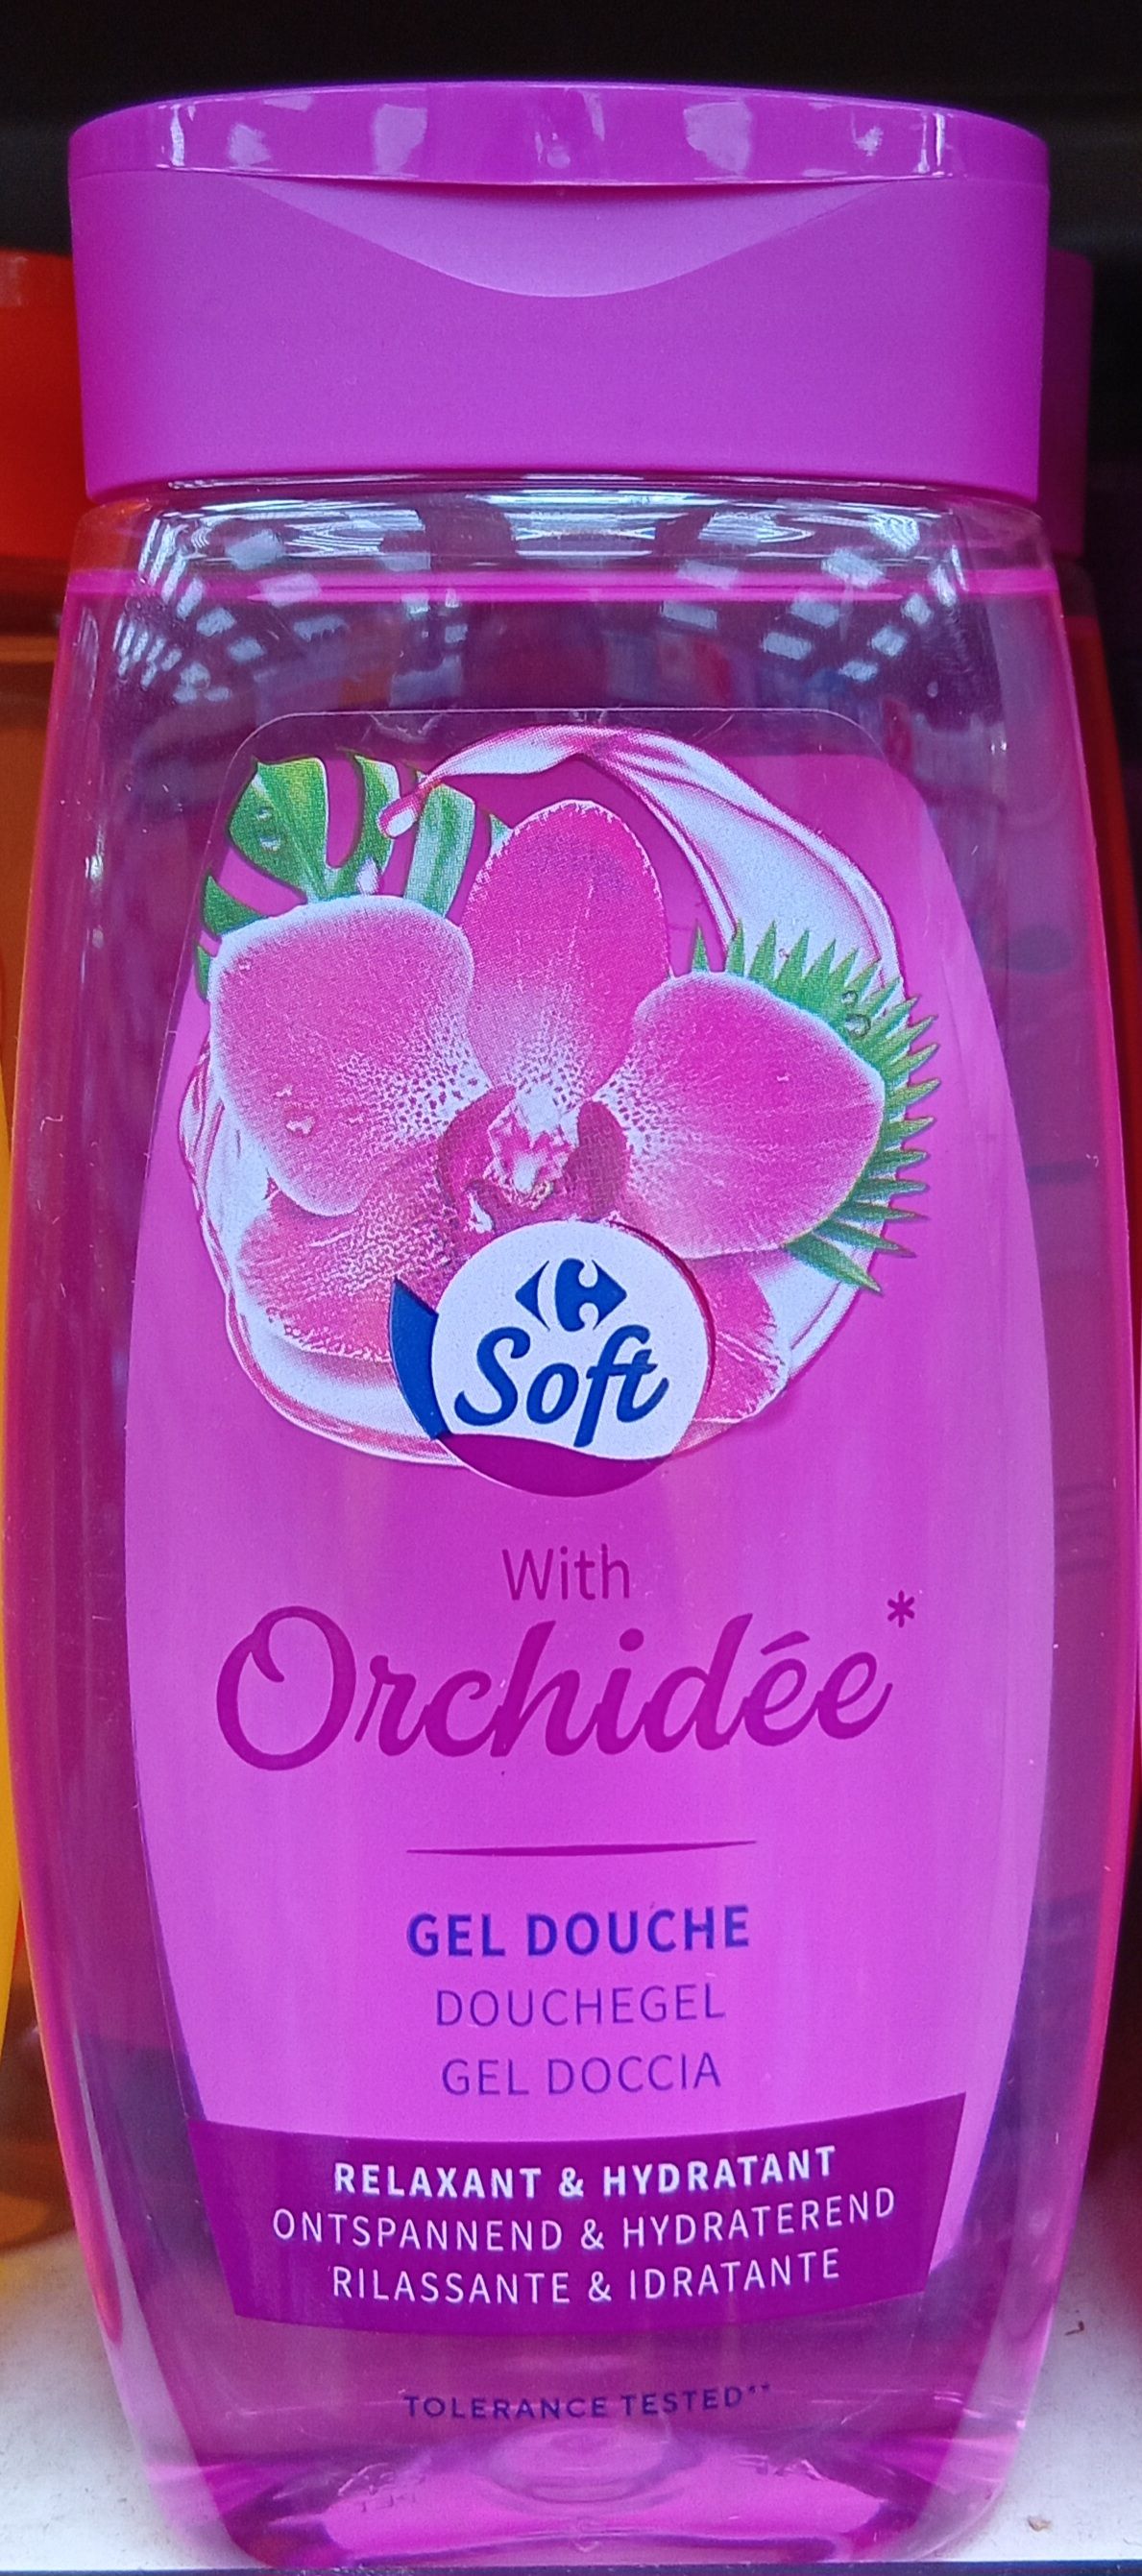 Soft
With
Orchidée*
GEL DOUCHE
DOUCHEGEL
GEL DOCCIA
RELAXANT & HYDRATANT
ONTSPANNEND & HYDRATEREND
RILASSANTE & IDRATANTE
TOLERANCE TESTED**